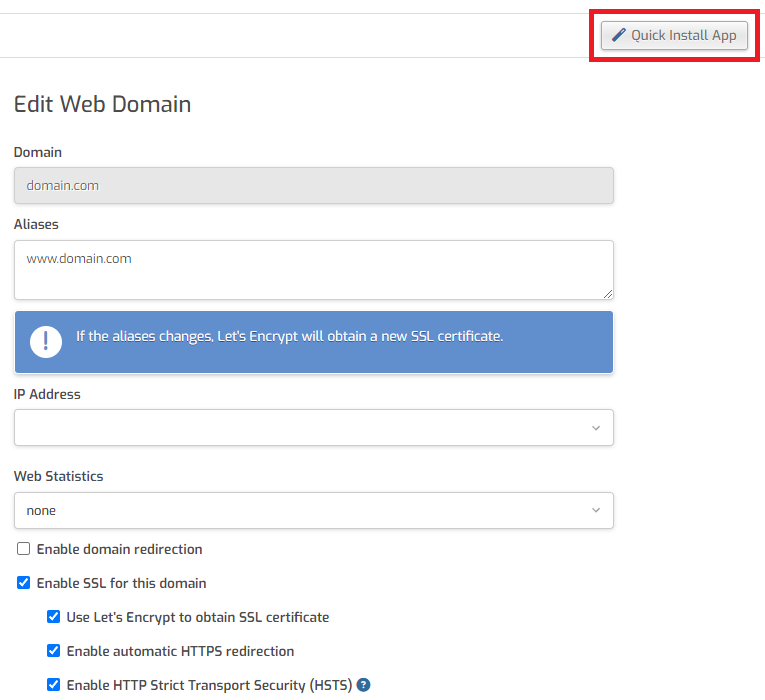 Quick Install App
Edit Web Domain
Domain
domain.com
Aliases
www.domain.com
! If the aliases changes, Let's Encrypt will obtain a new SSL certificate.
IP Address
Web Statistics
none
Enable domain redirection
Enable SSL for this domain
Use Let's Encrypt to obtain SSL certificate
Enable automatic HTTPS redirection
Enable HTTP Strict Transport Security (HSTS) ?